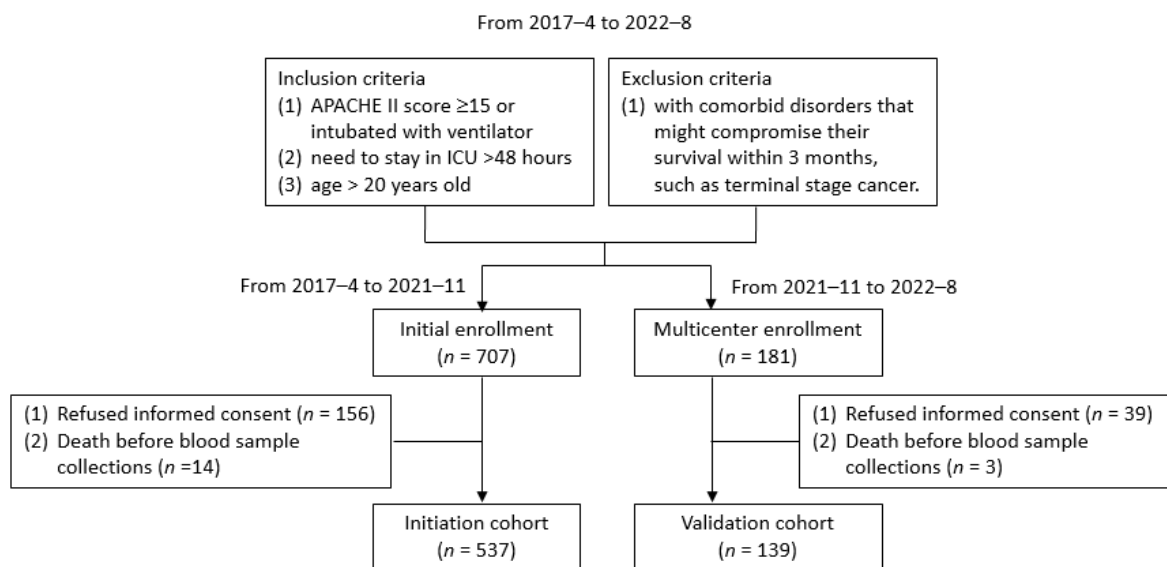 From 2017–4 to 2022–8
Inclusion criteria
(1) APACHE II score ≥15 or
intubated with ventilator
(2) need to stay in ICU >48 hours
(3) age > 20 years old
Exclusion criteria
(1) with comorbid disorders that
might compromise their
survival within 3 months,
such as terminal stage cancer.
From 2017–4 to 2021–11
From 2021–11 to 2022–8
Initial enrollment
(n = 707)
Multicenter enrollment
(n = 181)
(1) Refused informed consent (n = 156)
(2) Death before blood sample
collections (n =14)
(1) Refused informed consent (n = 39)
(2) Death before blood sample
collections (n = 3)
Initiation cohort
(n = 537)
Validation cohort
(n = 139)